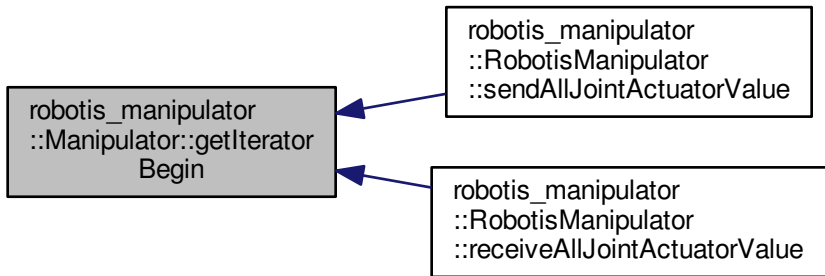 robotis_manipulator
::Manipulator::getIterator
Begin
robotis_manipulator
::RobotisManipulator
::sendAllJointActuatorValue
robotis_manipulator
::RobotisManipulator
::receiveAllJointActuatorValue